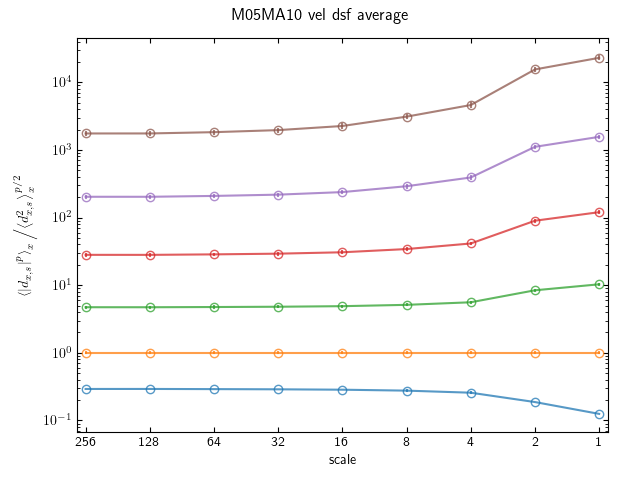 M05MA10 vel dsf average
⟨|d_{x,s}|^p⟩_x / ⟨d_{x,s}^2⟩_x^{p/2}
10^4
10^3
10^2
10^1
10^0
10^{−1}
256 128 64 32 16 8 4 2 1
scale